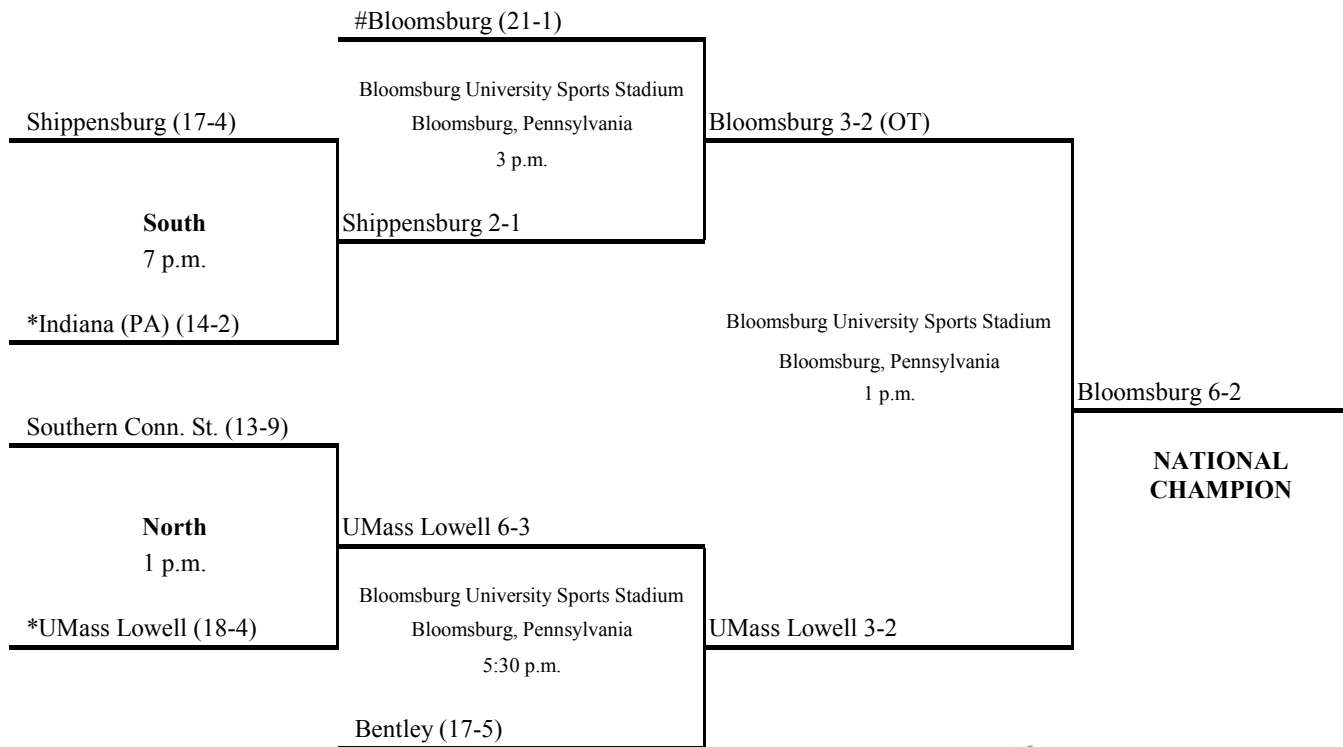 #Bloomsburg (21-1)
Bloomsburg University Sports Stadium
Bloomsburg, Pennsylvania
3 p.m.
Shippensburg (17-4)
Bloomsburg 3-2 (OT)
South
7 p.m.
Shippensburg 2-1
*Indiana (PA) (14-2)
Bloomsburg University Sports Stadium
Bloomsburg, Pennsylvania
1 p.m.
Bloomsburg 6-2
NATIONAL
CHAMPION
Southern Conn. St. (13-9)
North
1 p.m.
UMass Lowell 6-3
*UMass Lowell (18-4)
Bloomsburg University Sports Stadium
Bloomsburg, Pennsylvania
5:30 p.m.
UMass Lowell 3-2
Bentley (17-5)